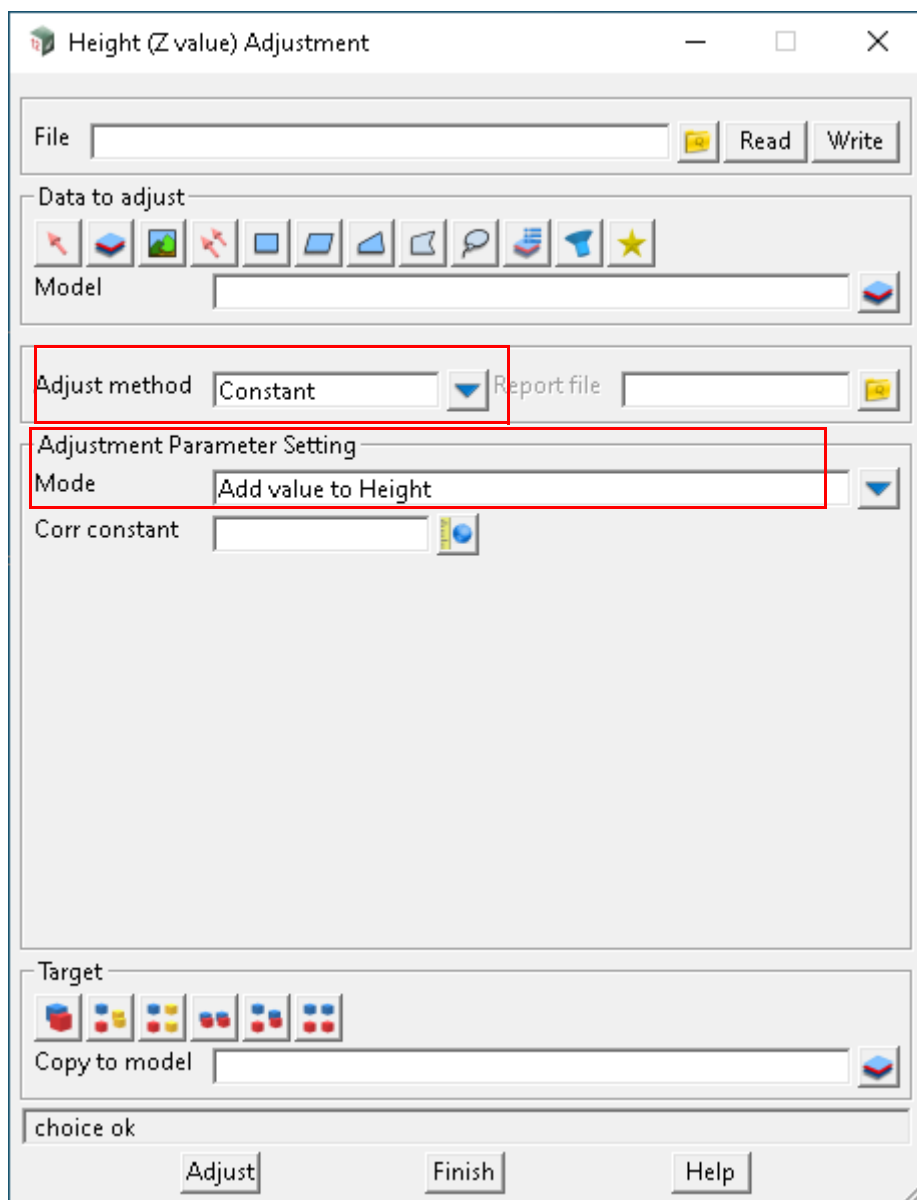 Height (Z value) Adjustment
File Read Write
Data to adjust
Model
Adjust method Constant Report file
Adjustment Parameter Setting
Mode Add value to Height
Corr constant
Target
Copy to model
choice ok
Adjust Finish Help